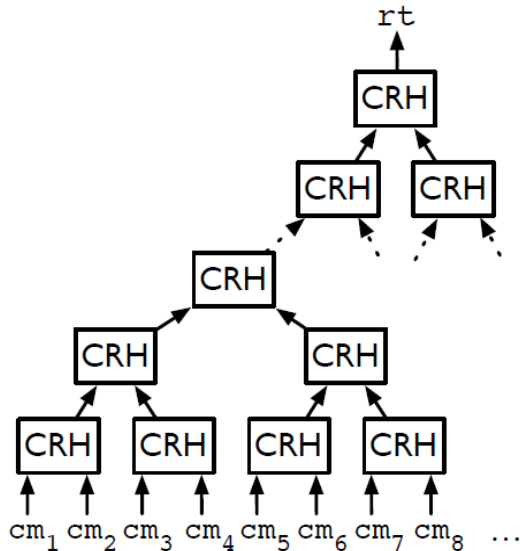 rt
CRH
CRH CRH
CRH
CRH CRH
CRH CRH CRH CRH
cm₁ cm₂ cm₃ cm₄ cm₅ cm₆ cm₇ cm₈ ...